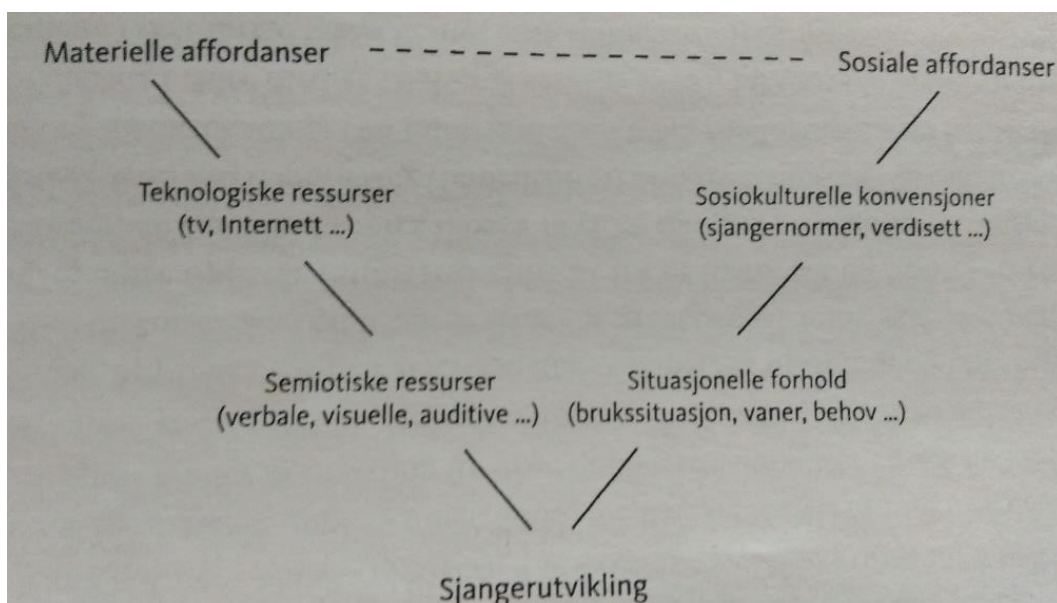 Materielle affordanser
Sosiale affordanser
Teknologiske ressurser
(tv, Internett ...)
Sosiokulturelle konvensjoner
(sjangernormer, verdisett ...)
Semiotiske ressurser
(verbale, visuelle, auditive ...)
Situasjonelle forhold
(brukssituasjon, vaner, behov ...)
Sjangerutvikling